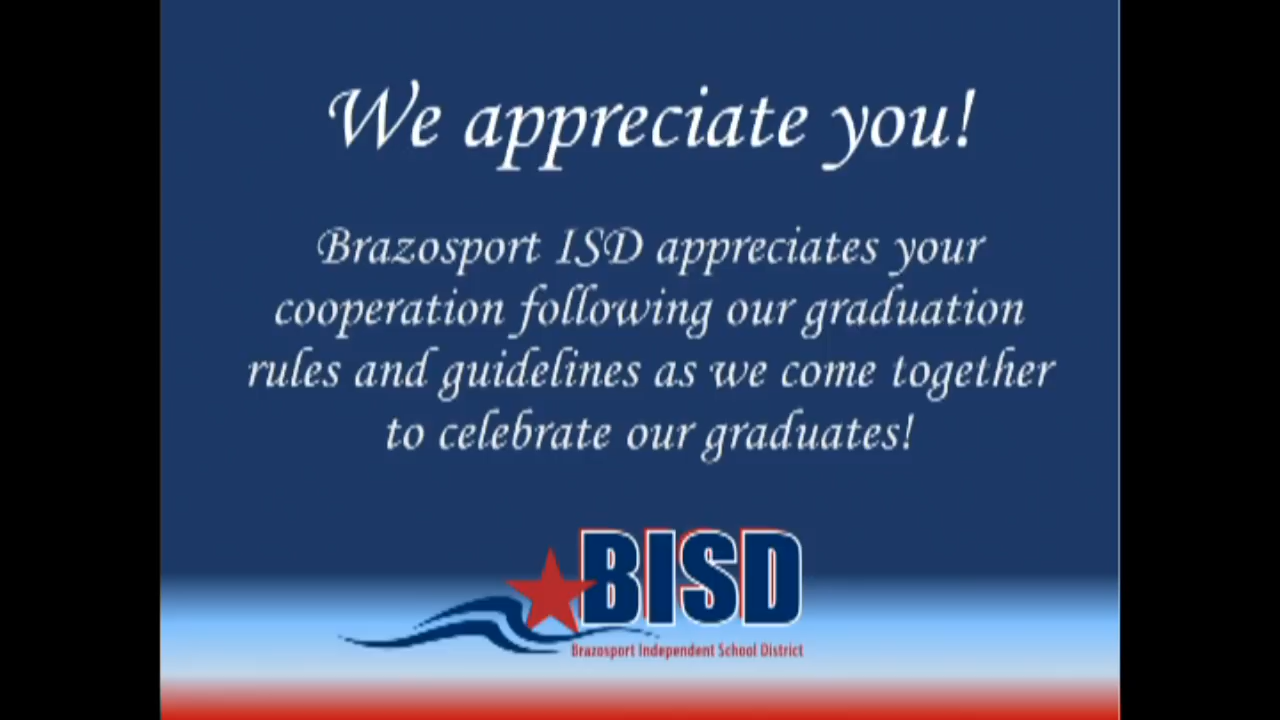 We appreciate you!
Brazosport ISD appreciates your
cooperation following our graduation
rules and guidelines as we come together
to celebrate our graduates!
BISD
Brazosport Independent School District